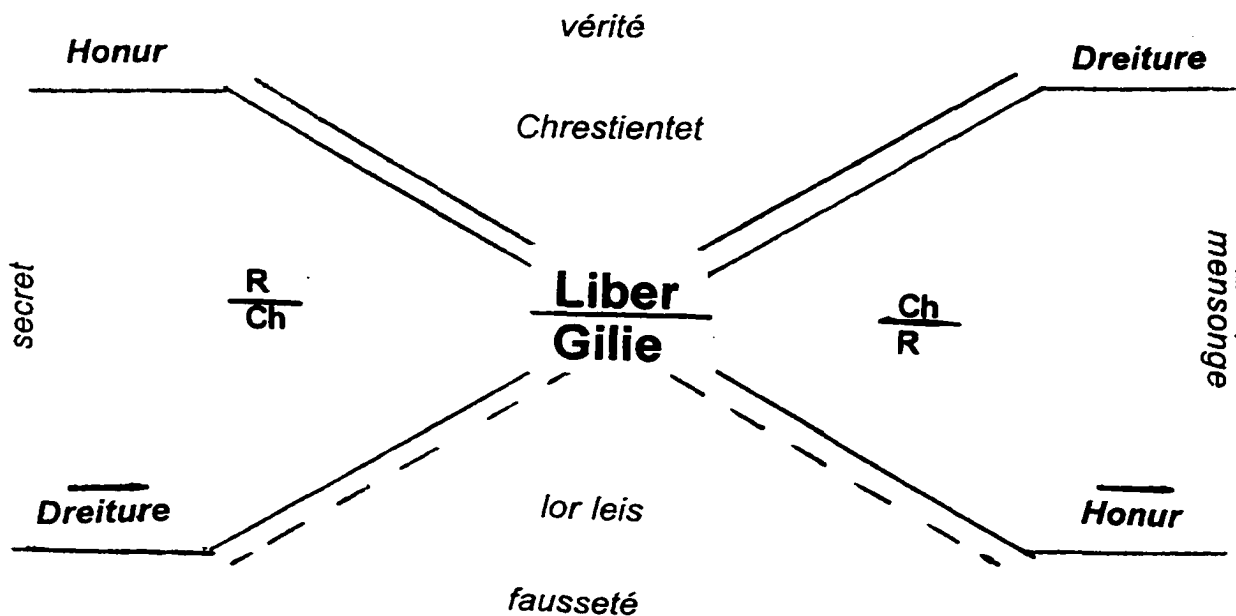 vérité
Honur
Dreiture
Chrestientet
secret
R
Ch
Liber
Gilie
Ch
R
mensonge
Dreiture
lor leis
Honur
fausseté